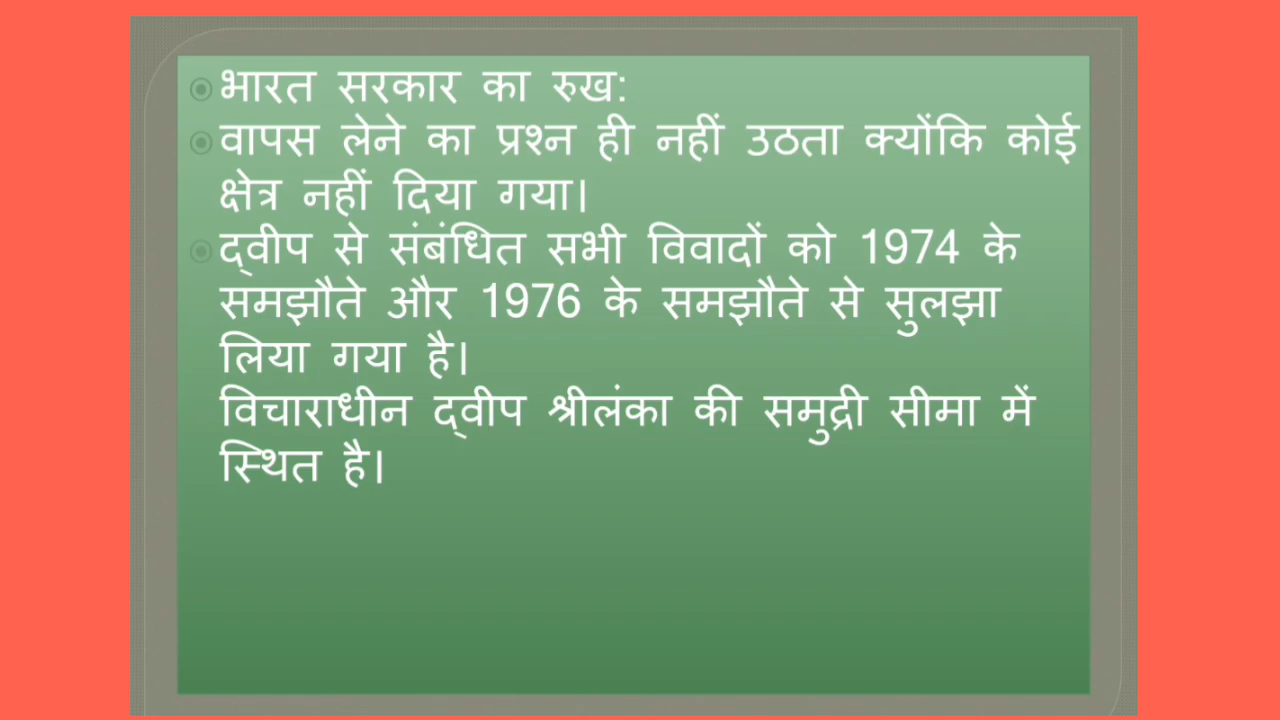 भारत सरकार का रुख:
वापस लेने का प्रश्न ही नहीं उठता क्योंकि कोई
क्षेत्र नहीं दिया गया।
द्वीप से संबंधित सभी विवादों को 1974 के
समझौते और 1976 के समझौते से सुलझा
लिया गया है।
विचाराधीन द्वीप श्रीलंका की समुद्री सीमा में
स्थित है।